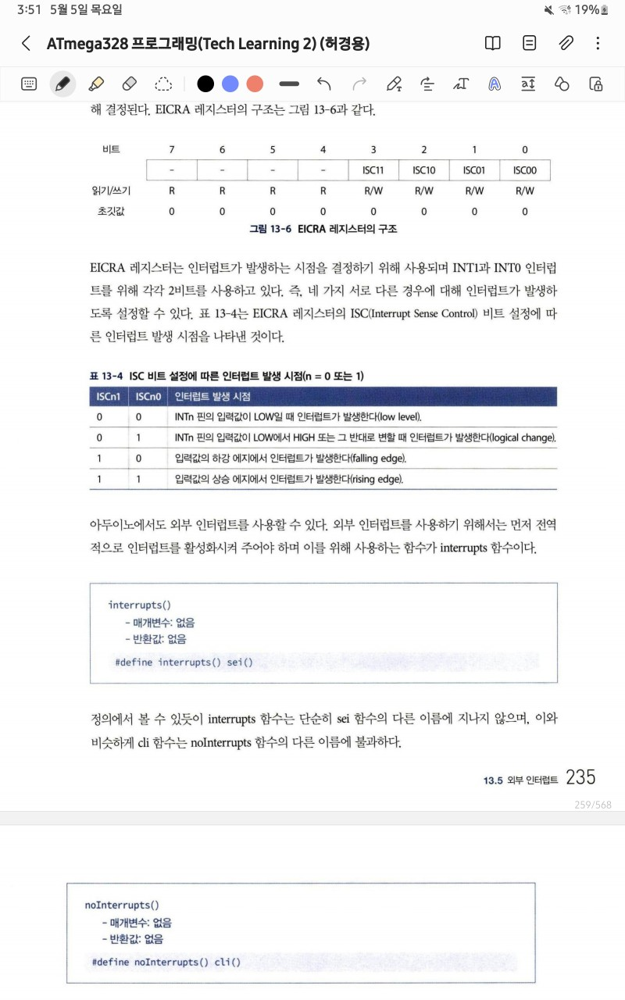 3:51 5월 5일 목요일 19%
ATmega328 프로그래밍(Tech Learning 2) (허경용)
해 결정된다. EICRA 레지스터의 구조는 그림 13-6과 같다.
비트 7 6 5 4 3 2 1 0
– – – – ISC11 ISC10 ISC01 ISC00
읽기/쓰기 R R R R R/W R/W R/W R/W
초깃값 0 0 0 0 0 0 0 0
그림 13-6 EICRA 레지스터의 구조
EICRA 레지스터는 인터럽트가 발생하는 시점을 결정하기 위해 사용되며 INT1과 INT0 인터럽
트를 위해 각각 2비트를 사용하고 있다. 즉, 네 가지 서로 다른 경우에 대해 인터럽트가 발생하
도록 설정할 수 있다. 표 13-4는 EICRA 레지스터의 ISC(Interrupt Sense Control) 비트 설정에 따
른 인터럽트 발생 시점을 나타낸 것이다.
표 13-4 ISC 비트 설정에 따른 인터럽트 발생 시점(n = 0 또는 1)
ISCn1 ISCn0 인터럽트 발생 시점
0 0 INTn 핀의 입력값이 LOW일 때 인터럽트가 발생한다(low level).
0 1 INTn 핀의 입력값이 LOW에서 HIGH 또는 그 반대로 변할 때 인터럽트가 발생한다(logical change).
1 0 입력값의 하강 에지에서 인터럽트가 발생한다(falling edge).
1 1 입력값의 상승 에지에서 인터럽트가 발생한다(rising edge).
아두이노에서도 외부 인터럽트를 사용할 수 있다. 외부 인터럽트를 사용하기 위해서는 먼저 전역
적으로 인터럽트를 활성화시켜 주어야 하며 이를 위해 사용하는 함수가 interrupts 함수이다.
interrupts()
– 매개변수: 없음
– 반환값: 없음
#define interrupts() sei()
정의에서 볼 수 있듯이 interrupts 함수는 단순히 sei 함수의 다른 이름에 지나지 않으며, 이와
비슷하게 cli 함수는 noInterrupts 함수의 다른 이름에 불과하다.
13.5 외부 인터럽트 235
259/568
noInterrupts()
– 매개변수: 없음
– 반환값: 없음
#define noInterrupts() cli()